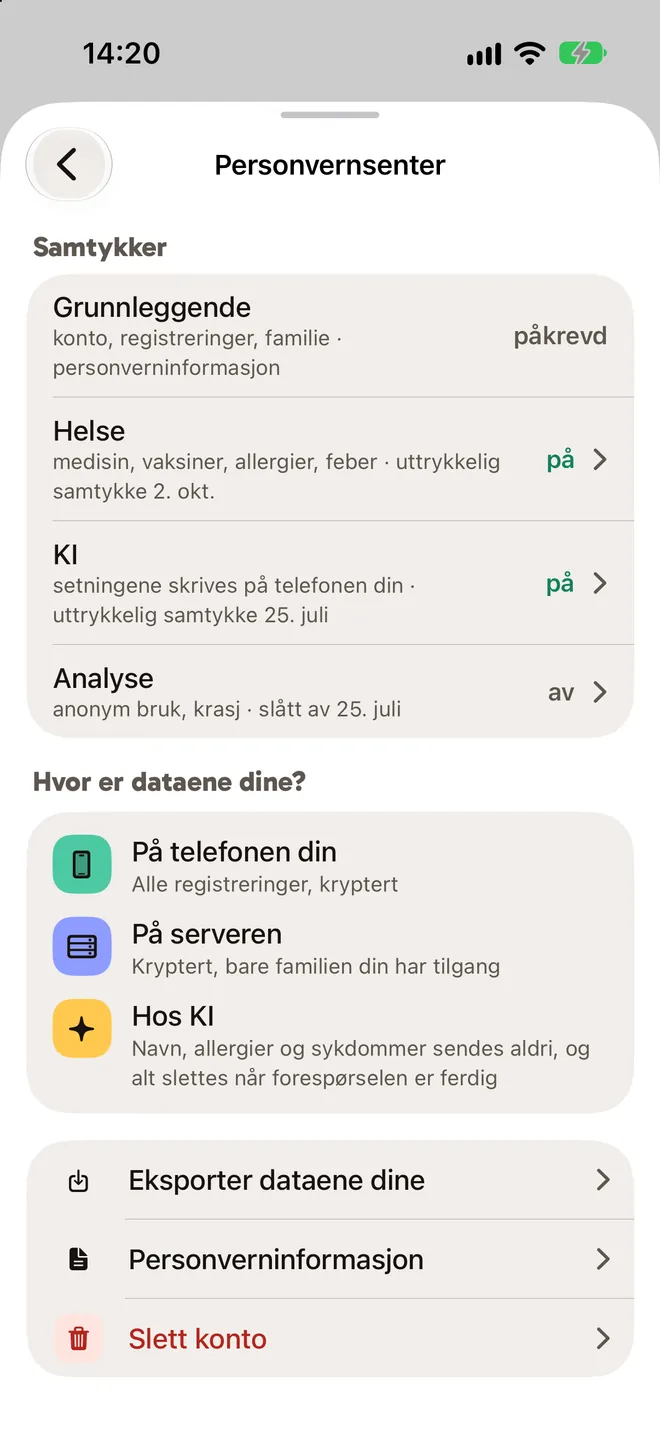 14:20
Personvernsenter
Samtykker
Grunnleggende
konto, registreringer, familie ·
personverninformasjon
påkrevd
Helse
medisin, vaksiner, allergier, feber · uttrykkelig
samtykke 2. okt.
på
KI
setningene skrives på telefonen din ·
uttrykkelig samtykke 25. juli
på
Analyse
anonym bruk, krasj · slått av 25. juli
av
Hvor er dataene dine?
På telefonen din
Alle registreringer, kryptert
På serveren
Kryptert, bare familien din har tilgang
Hos KI
Navn, allergier og sykdommer sendes aldri, og
alt slettes når forespørselen er ferdig
Eksporter dataene dine
Personverninformasjon
Slett konto